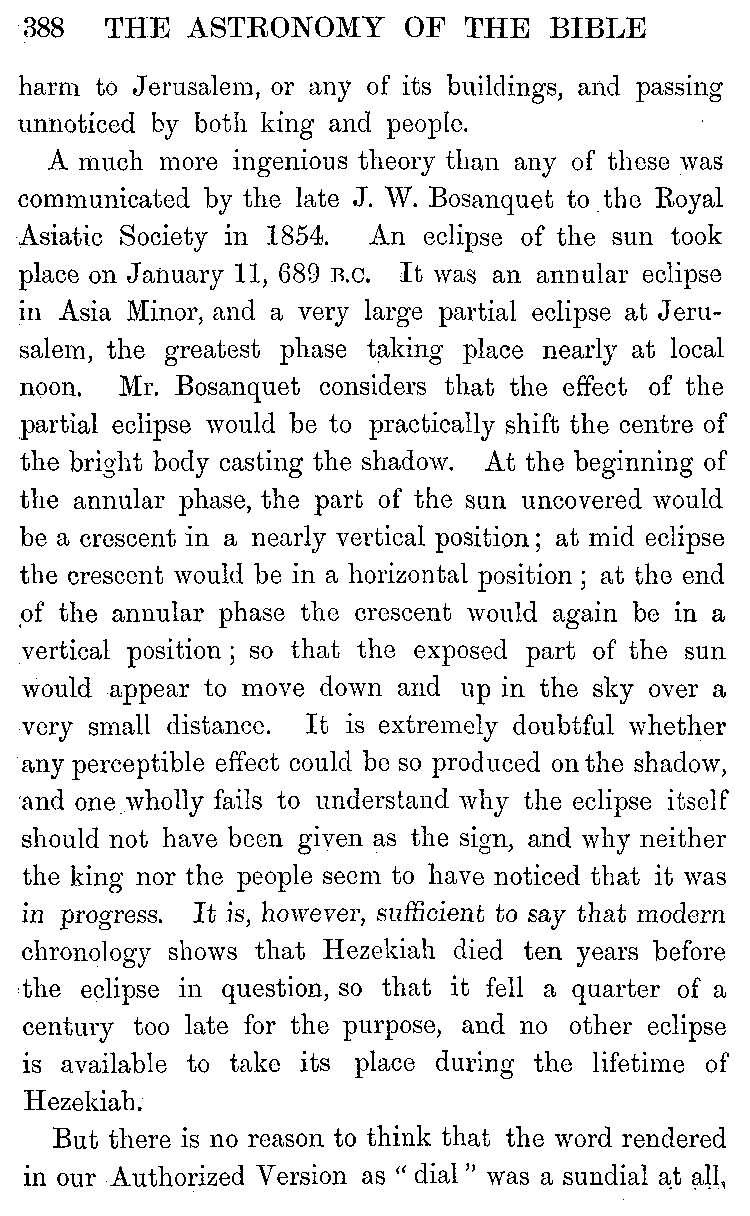 388 THE ASTRONOMY OF THE BIBLE
harm to Jerusalem, or any of its buildings, and passing
unnoticed by both king and people.
A much more ingenious theory than any of these was
communicated by the late J. W. Bosanquet to the Royal
Asiatic Society in 1854. An eclipse of the sun took
place on January 11, 689 B.C. It was an annular eclipse
in Asia Minor, and a very large partial eclipse at Jeru-
salem, the greatest phase taking place nearly at local
noon. Mr. Bosanquet considers that the effect of the
partial eclipse would be to practically shift the centre of
the bright body casting the shadow. At the beginning of
the annular phase, the part of the sun uncovered would
be a crescent in a nearly vertical position; at mid eclipse
the crescent would be in a horizontal position; at the end
of the annular phase the crescent would again be in a
vertical position; so that the exposed part of the sun
would appear to move down and up in the sky over a
very small distance. It is extremely doubtful whether
any perceptible effect could be so produced on the shadow,
and one wholly fails to understand why the eclipse itself
should not have been given as the sign, and why neither
the king nor the people seem to have noticed that it was
in progress. It is, however, sufficient to say that modern
chronology shows that Hezekiah died ten years before
the eclipse in question, so that it fell a quarter of a
century too late for the purpose, and no other eclipse
is available to take its place during the lifetime of
Hezekiah.
But there is no reason to think that the word rendered
in our Authorized Version as "dial" was a sundial at all,